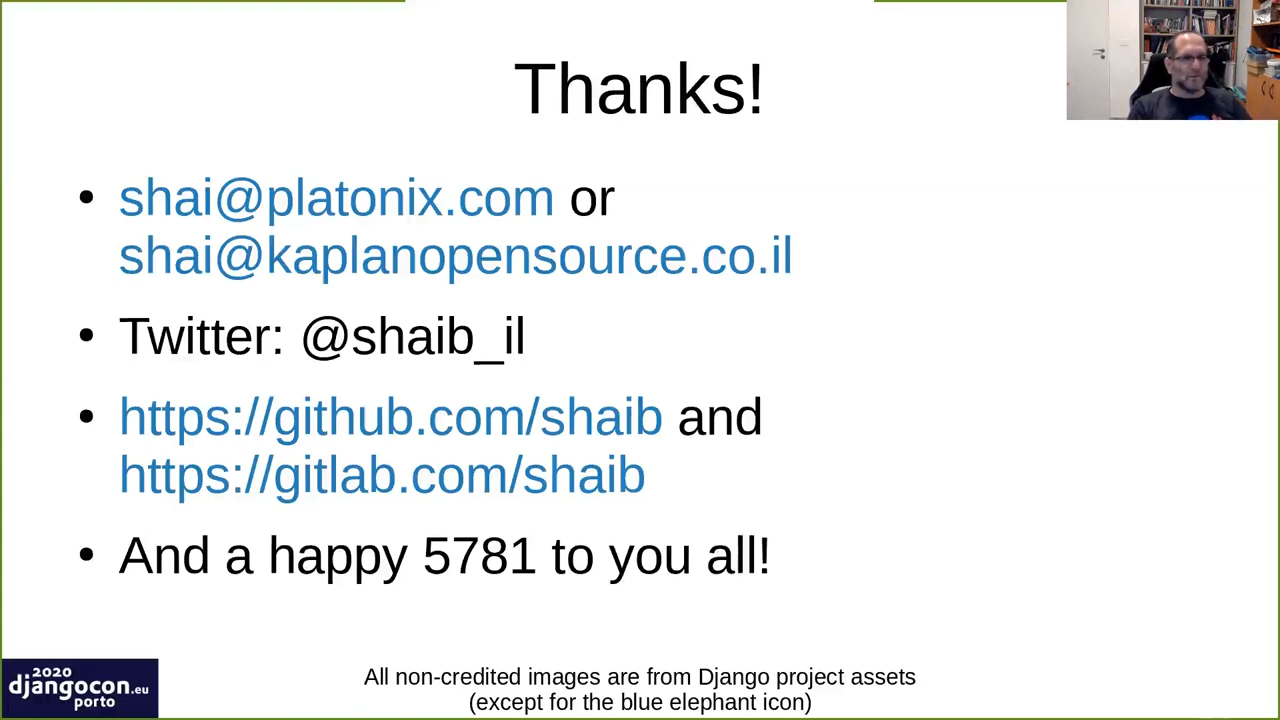 Thanks!
• shai@platonix.com or
shai@kaplanopensource.co.il
• Twitter: @shaib_il
• https://github.com/shaib and
https://gitlab.com/shaib
• And a happy 5781 to you all!
2020
djangocon.eu
porto
All non-credited images are from Django project assets
(except for the blue elephant icon)